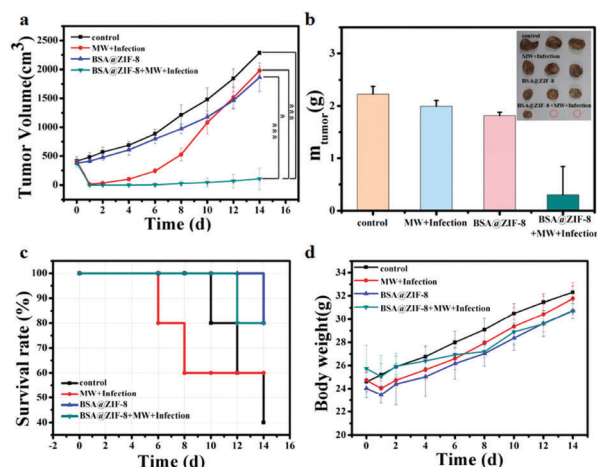 a
Tumor Volume(cm³)
2500
2000
1500
1000
500
0
control
MW+Infection
BSA@ZIF-8
BSA@ZIF-8+MW+Infection
0 2 4 6 8 10 12 14 16
Time (d)
b
m tumor(g)
3
2
1
0
control
MW+Infection
BSA@ZIF-8
BSA@ZIF-8+MW+Infection
control
MW+Infection
BSA@ZIF-8
BSA@ZIF-8
+MW+Infection
c
Survival rate (%)
100
90
80
70
60
50
40
control
MW+Infection
BSA@ZIF-8
BSA@ZIF-8+MW+Infection
0 2 4 6 8 10 12 14 16
Time (d)
d
Body weight(g)
32
30
28
26
24
22
20
control
MW+Infection
BSA@ZIF-8
BSA@ZIF-8+MW+Infection
0 2 4 6 8 10 12 14
Time (d)